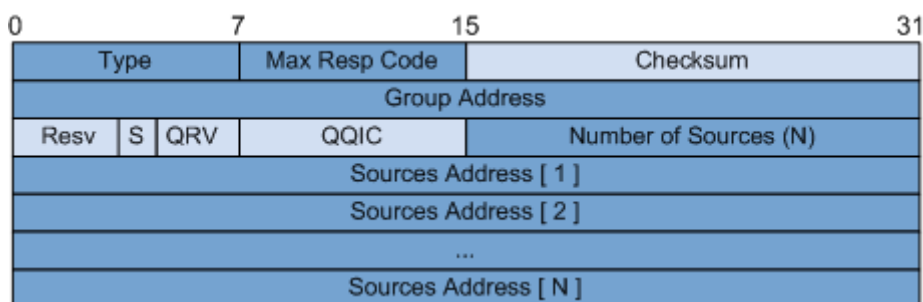 0 7 15 31
Type Max Resp Code Checksum
Group Address
Resv S QRV QQIC Number of Sources (N)
Sources Address [ 1 ]
Sources Address [ 2 ]
...
Sources Address [ N ]